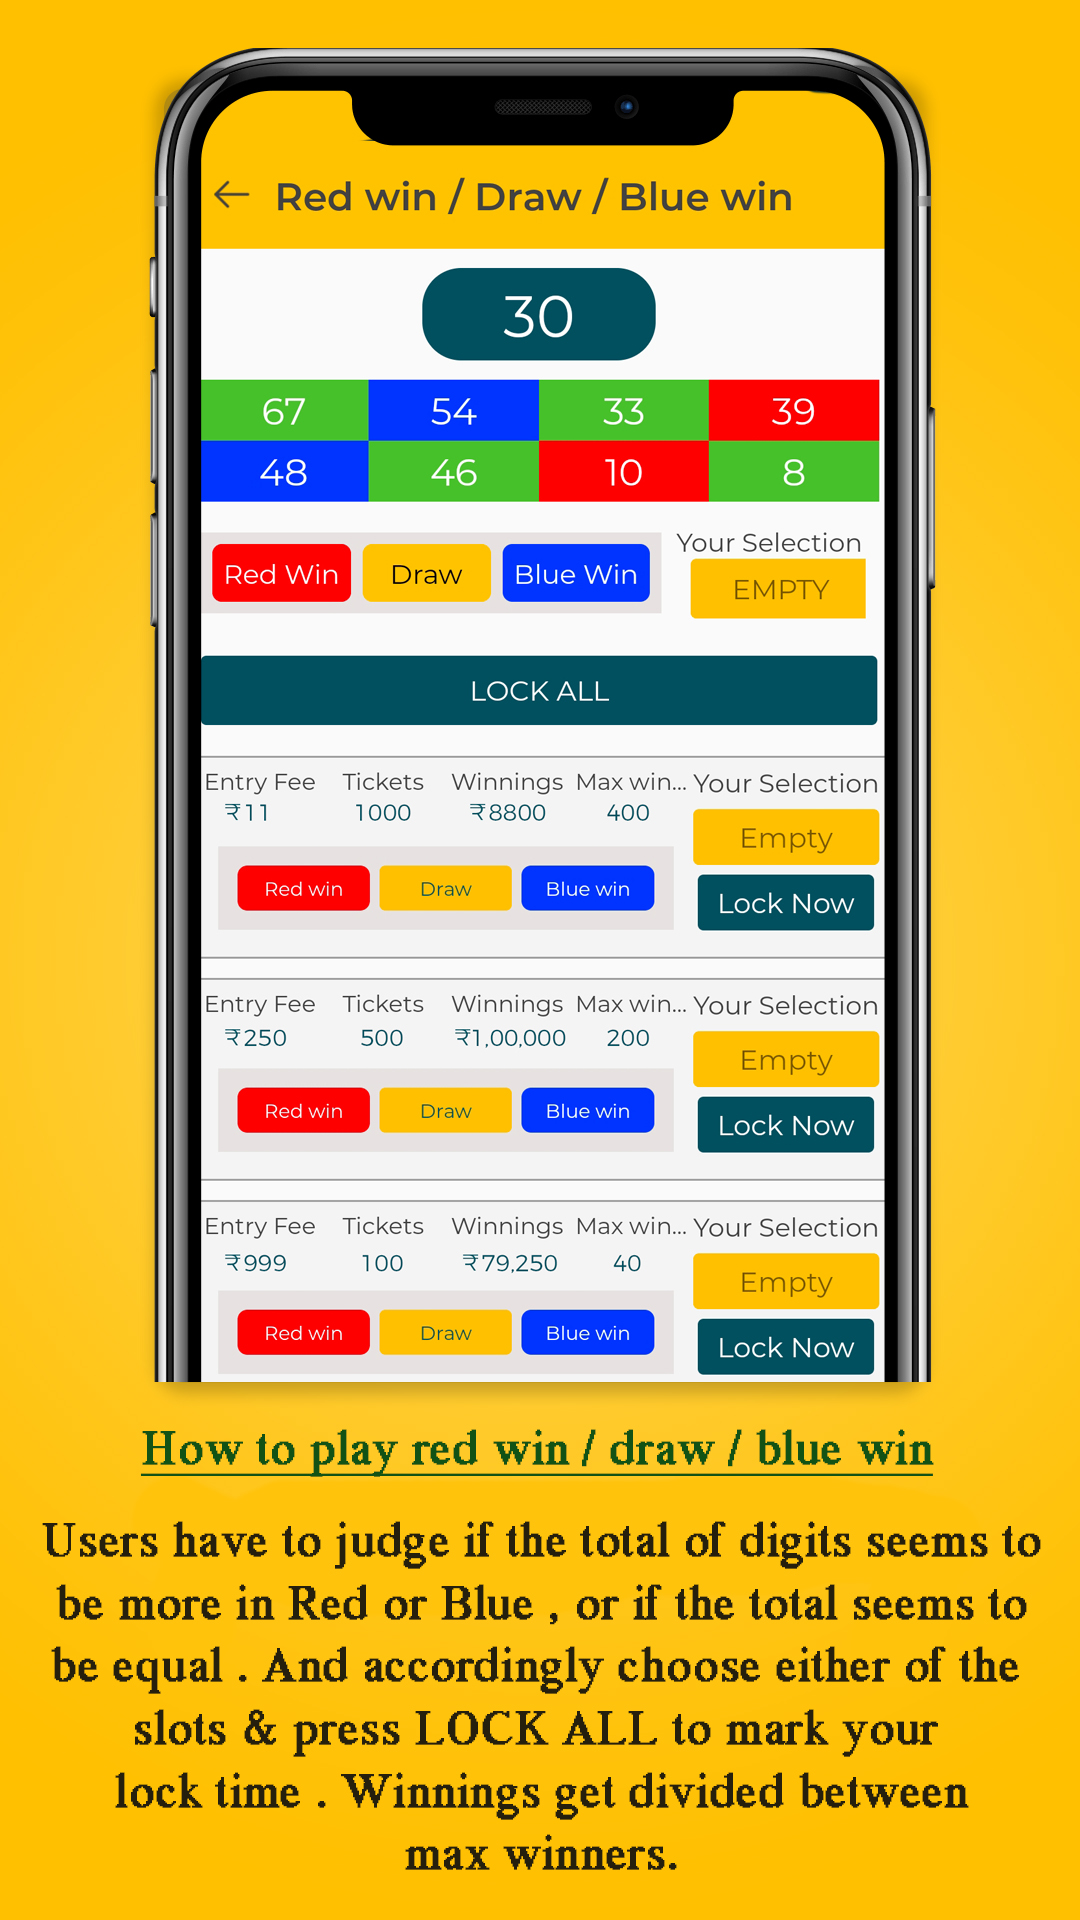 Red win / Draw / Blue win
30
67 54 33 39
48 46 10 8
Your Selection
Red Win Draw Blue Win EMPTY
LOCK ALL
Entry Fee Tickets Winnings Max win... Your Selection
₹11 1000 ₹8800 400
Empty
Red win Draw Blue win
Lock Now
Entry Fee Tickets Winnings Max win... Your Selection
₹250 500 ₹1,00,000 200
Empty
Red win Draw Blue win
Lock Now
Entry Fee Tickets Winnings Max win... Your Selection
₹999 100 ₹79,250 40
Empty
Red win Draw Blue win
Lock Now
How to play red win / draw / blue win
Users have to judge if the total of digits seems to
be more in Red or Blue , or if the total seems to
be equal . And accordingly choose either of the
slots & press LOCK ALL to mark your
lock time . Winnings get divided between
max winners.